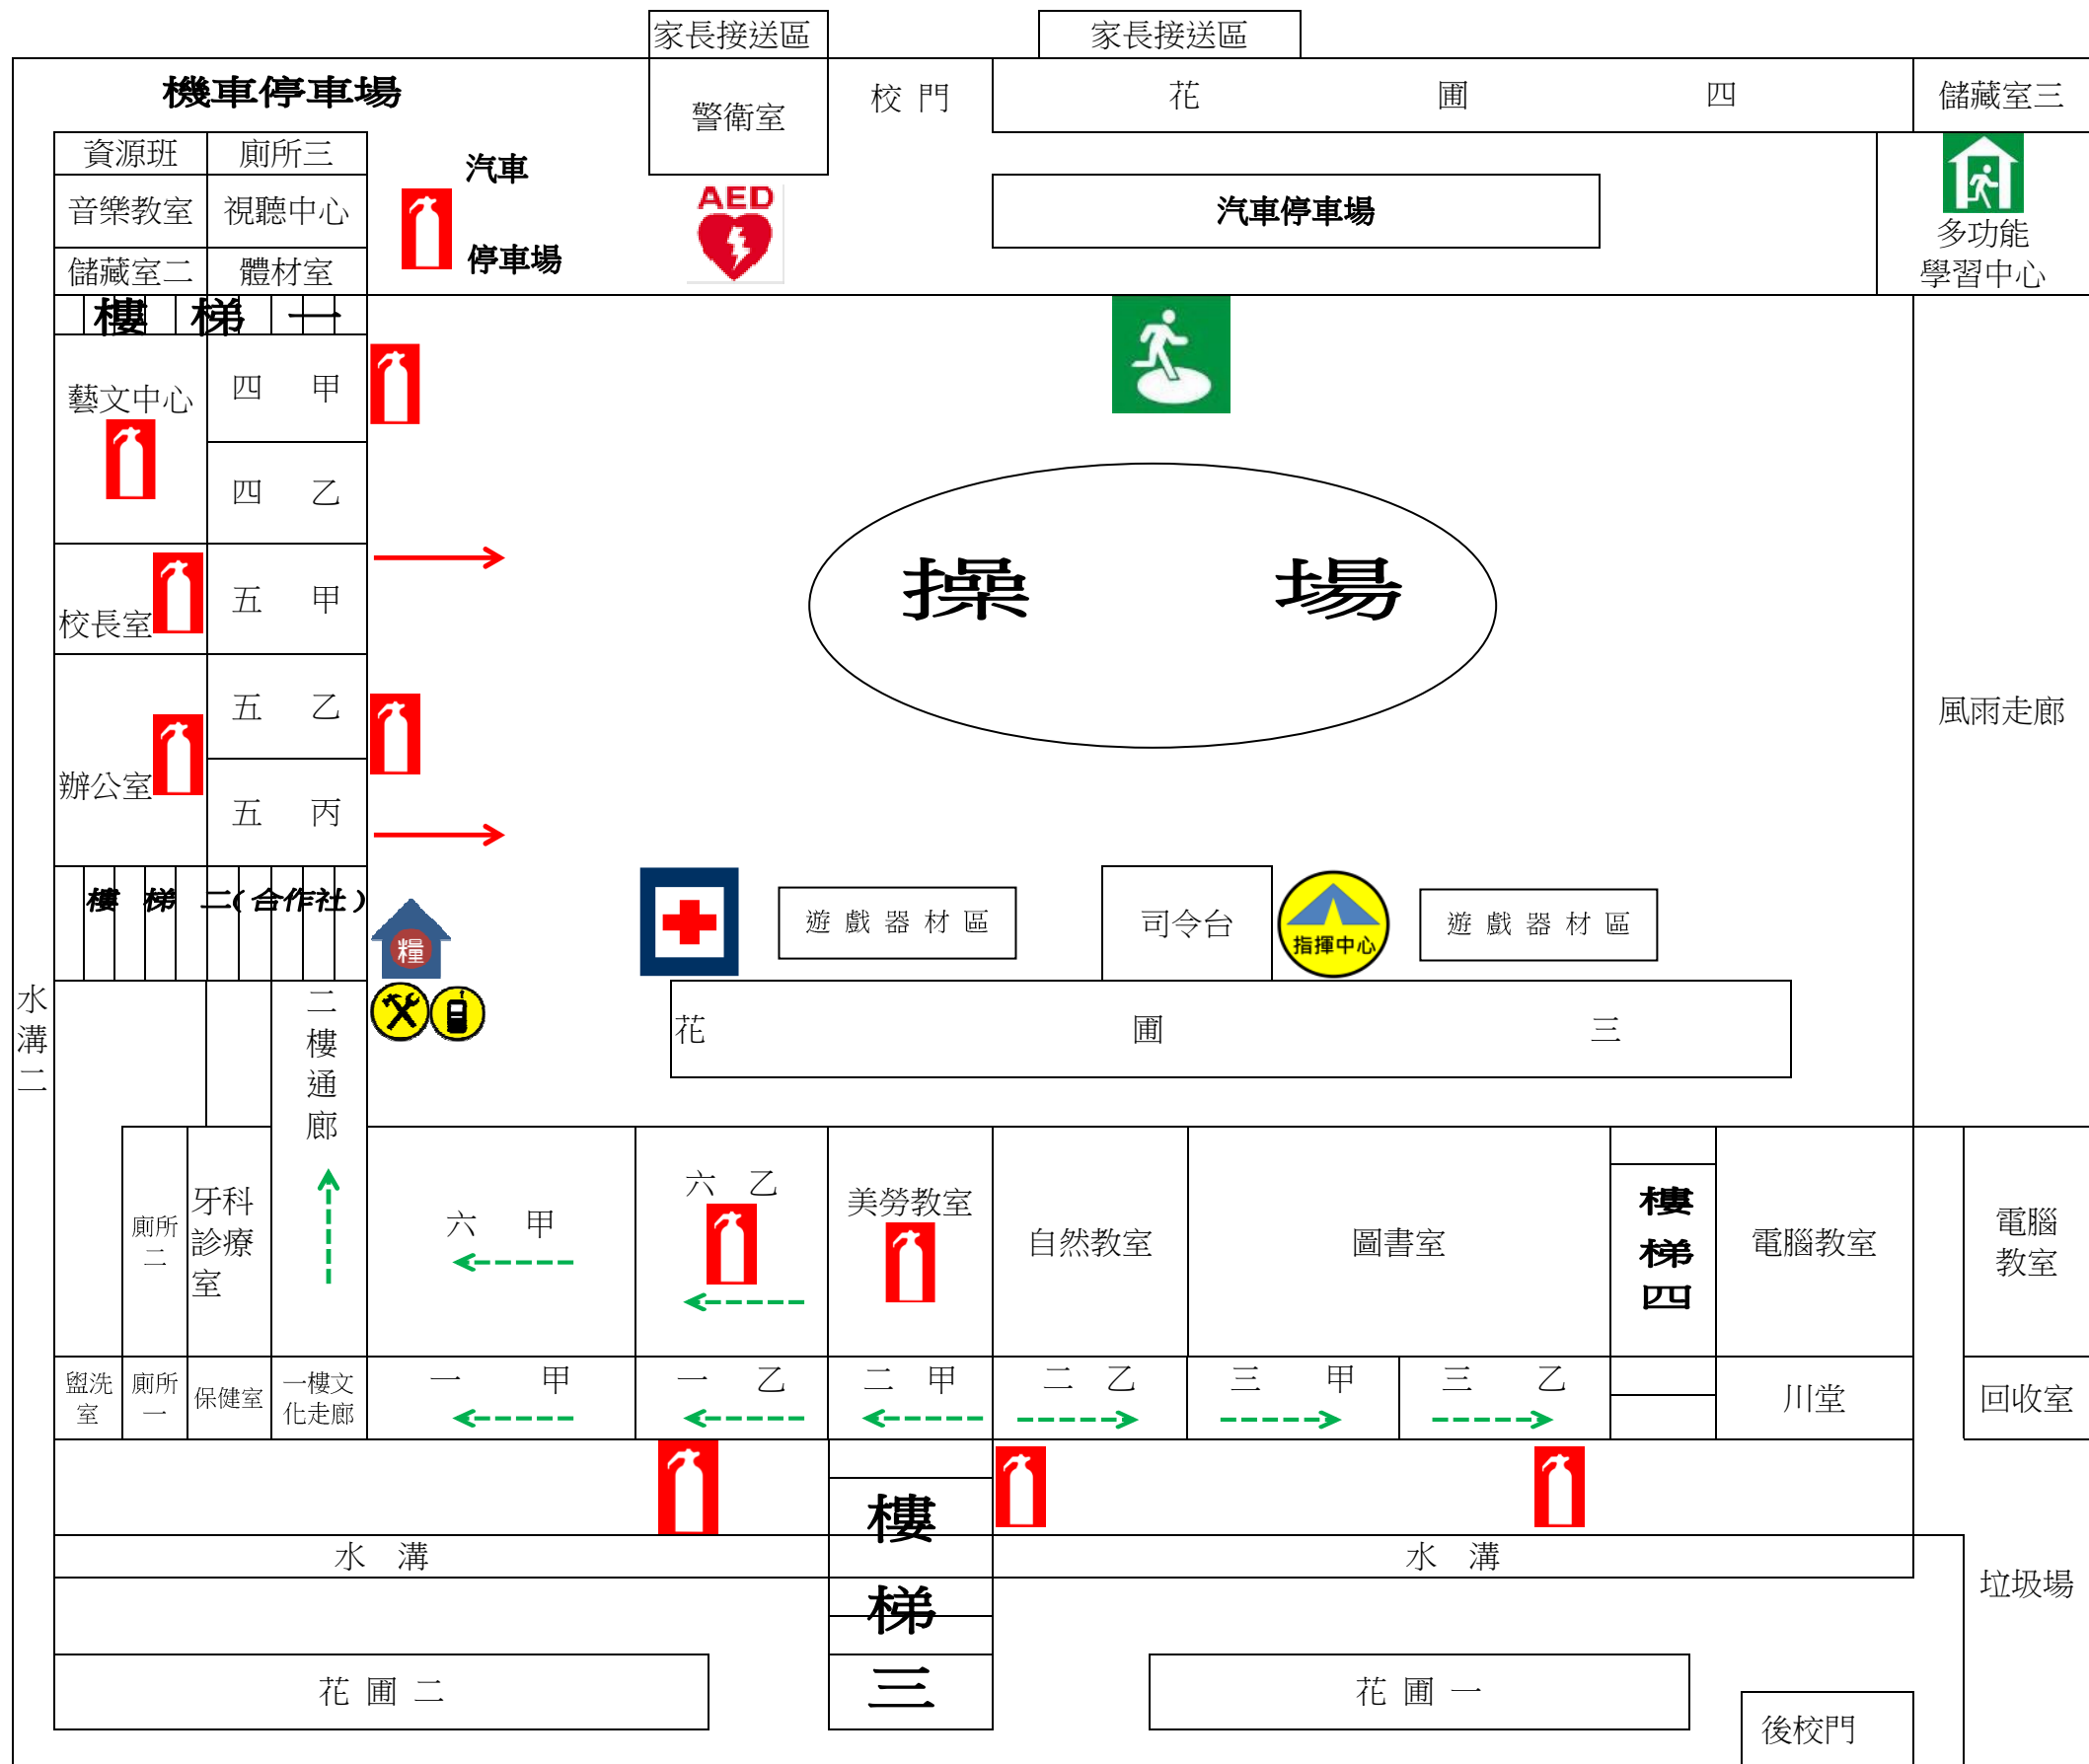 家長接送區
家長接送區
機車停車場
警衛室
校 門
花 圃 四
儲藏室三
資源班
廁所三
汽車
停車場
音樂教室
視聽中心
AED
汽車停車場
多功能
學習中心
儲藏室二
體材室
樓 梯 一
藝文中心
四 甲
四 乙
操 場
校長室
五 甲
五 乙
風雨走廊
辦公室
五 丙
樓 梯 二(合作社)
糧
遊 戲 器 材 區
司令台
指揮中心
遊 戲 器 材 區
水
溝
二
二
樓
通
廊
花 圃 三
廁所
二
牙科
診療
室
六 甲
六 乙
美勞教室
自然教室
圖書室
樓
梯
四
電腦教室
電腦
教室
盥洗
室
廁所
一
保健室
一樓文
化走廊
一 甲
一 乙
二 甲
二 乙
三 甲
三 乙
川堂
回收室
樓
梯
三
水 溝
水 溝
垃圾場
花 圃 二
花 圃 一
後校門